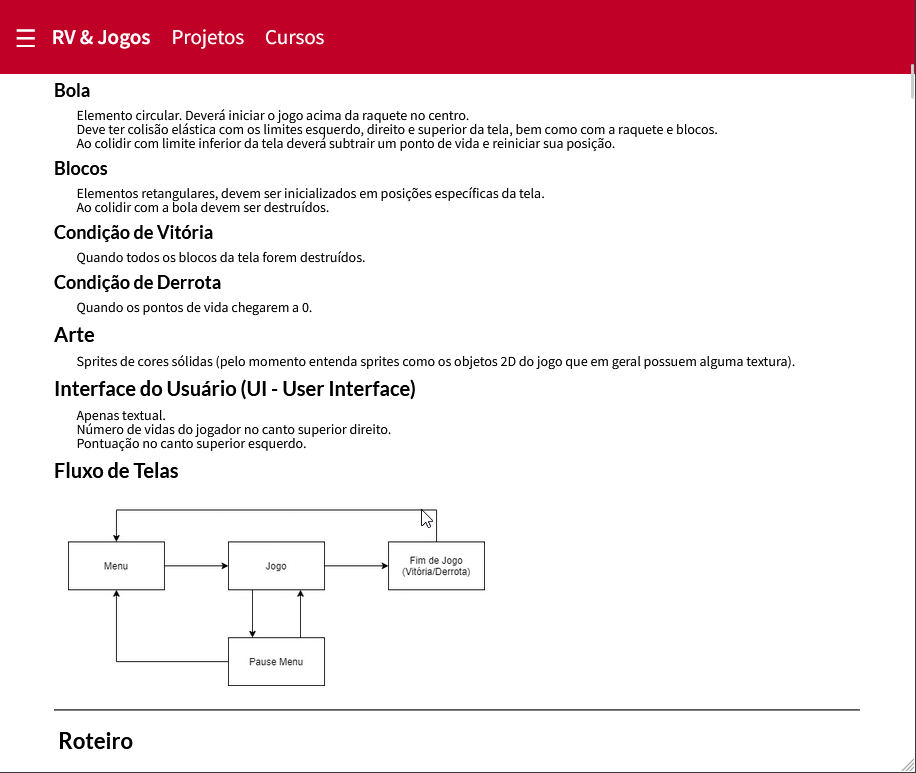 ☰ RV & Jogos Projetos Cursos
Bola
Elemento circular. Deverá iniciar o jogo acima da raquete no centro.
Deve ter colisão elástica com os limites esquerdo, direito e superior da tela, bem como com a raquete e blocos.
Ao colidir com limite inferior da tela deverá subtrair um ponto de vida e reiniciar sua posição.
Blocos
Elementos retangulares, devem ser inicializados em posições específicas da tela.
Ao colidir com a bola devem ser destruídos.
Condição de Vitória
Quando todos os blocos da tela forem destruídos.
Condição de Derrota
Quando os pontos de vida chegarem a 0.
Arte
Sprites de cores sólidas (pelo momento entenda sprites como os objetos 2D do jogo que em geral possuem alguma textura).
Interface do Usuário (UI - User Interface)
Apenas textual.
Número de vidas do jogador no canto superior direito.
Pontuação no canto superior esquerdo.
Fluxo de Telas
Menu
Jogo
Fim de Jogo
(Vitória/Derrota)
Pause Menu
Roteiro